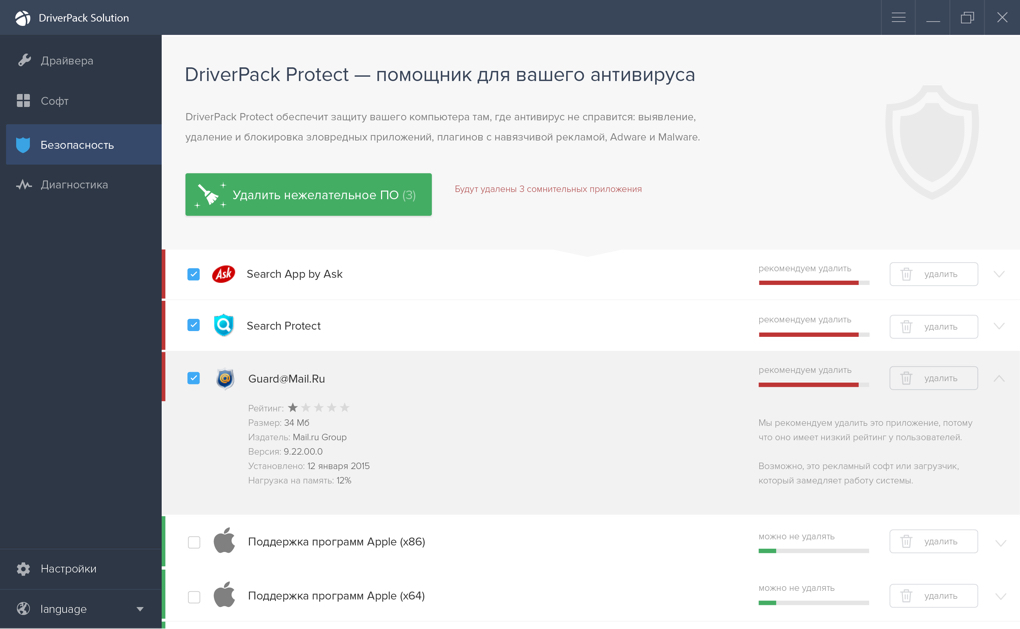 DriverPack Solution
Драйвера
Софт
Безопасность
Диагностика
Настройки
language
DriverPack Protect — помощник для вашего антивируса
DriverPack Protect обеспечит защиту вашего компьютера там, где антивирус не справится: выявление,
удаление и блокировка зловредных приложений, плагинов с навязчивой рекламой, Adware и Malware.
Удалить нежелательное ПО (3)
Будут удалены 3 сомнительных приложения
Ask
Search App by Ask
рекомендуем удалить
удалить
Search Protect
рекомендуем удалить
удалить
Guard@Mail.Ru
рекомендуем удалить
удалить
Рейтинг:
Размер: 34 Мб
Издатель: Mail.ru Group
Версия: 9.22.00.0
Установлено: 12 января 2015
Нагрузка на память: 12%
Мы рекомендуем удалить это приложение, потому
что оно имеет низкий рейтинг у пользователей.
Возможно, это рекламный софт или загрузчик,
который замедляет работу системы.
Поддержка программ Apple (x86)
можно не удалять
удалить
Поддержка программ Apple (x64)
можно не удалять
удалить